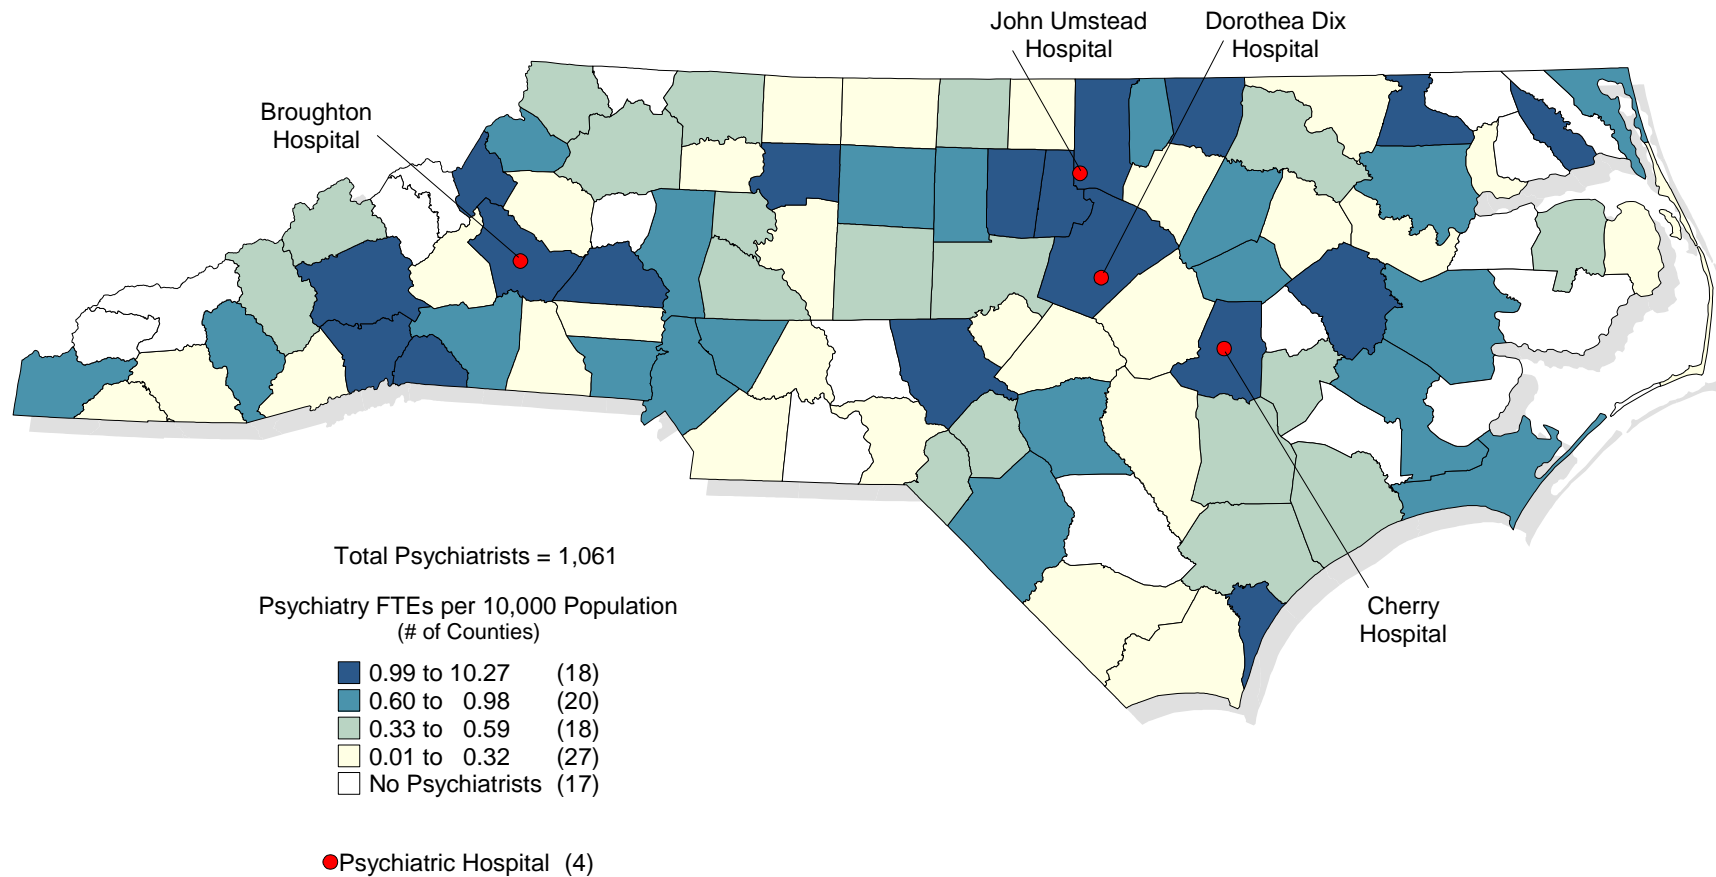 John Umstead
Hospital
Dorothea Dix
Hospital
Broughton
Hospital
Cherry
Hospital
Total Psychiatrists = 1,061
Psychiatry FTEs per 10,000 Population
(# of Counties)
0.99 to 10.27 (18)
0.60 to 0.98 (20)
0.33 to 0.59 (18)
0.01 to 0.32 (27)
No Psychiatrists (17)
Psychiatric Hospital (4)